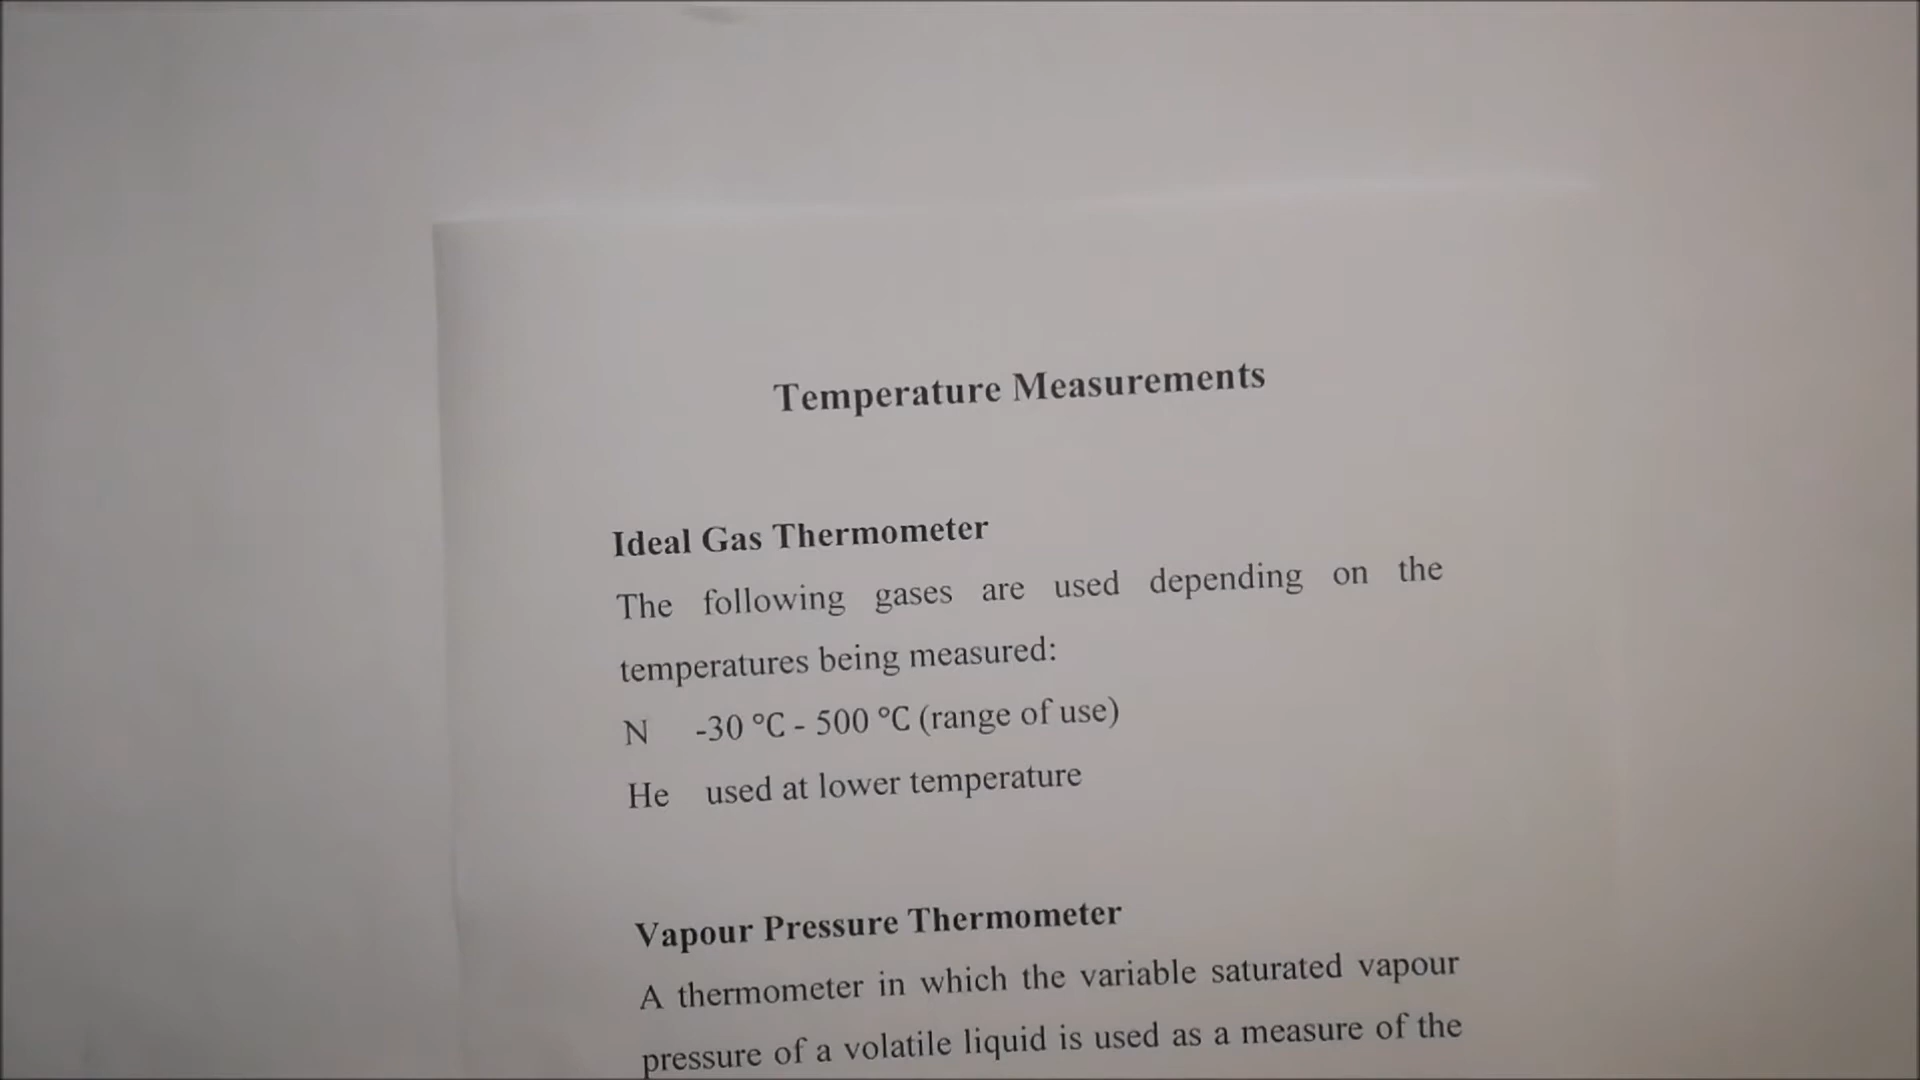 Temperature Measurements
Ideal Gas Thermometer
The following gases are used depending on the
temperatures being measured:
N -30 °C - 500 °C (range of use)
He used at lower temperature
Vapour Pressure Thermometer
A thermometer in which the variable saturated vapour
pressure of a volatile liquid is used as a measure of the